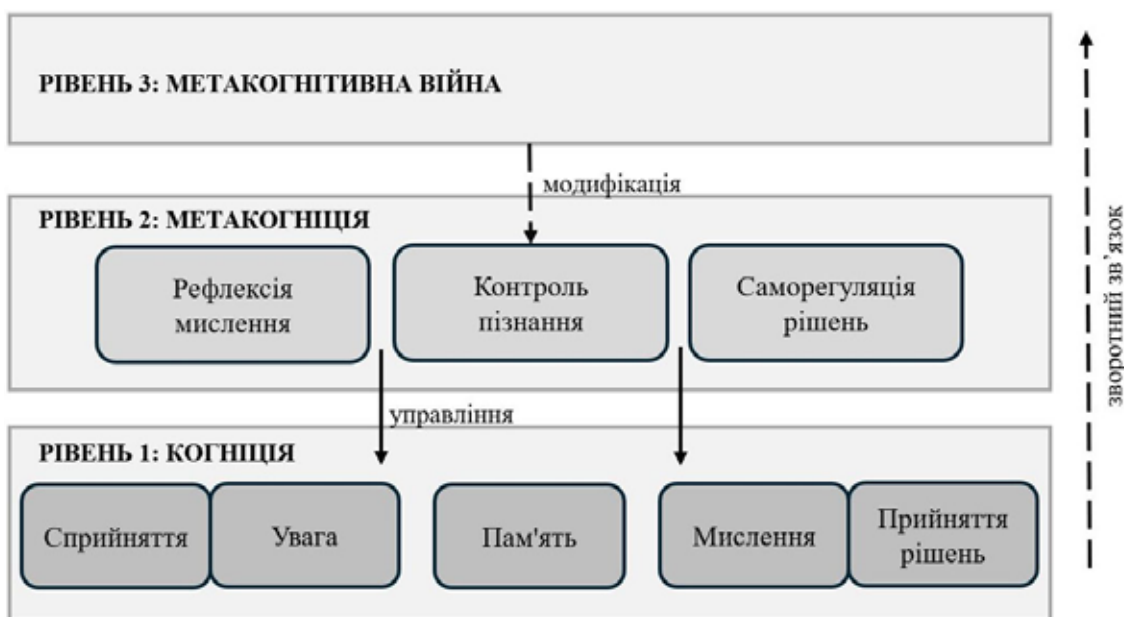 РІВЕНЬ 3: МЕТАКОГНІТИВНА ВІЙНА
модифікація
РІВЕНЬ 2: МЕТАКОГНІЦІЯ
Рефлексія
мислення
Контроль
пізнання
Саморегуляція
рішень
управління
РІВЕНЬ 1: КОГНІЦІЯ
Сприйняття
Увага
Пам'ять
Мислення
Прийняття
рішень
зворотний зв’язок